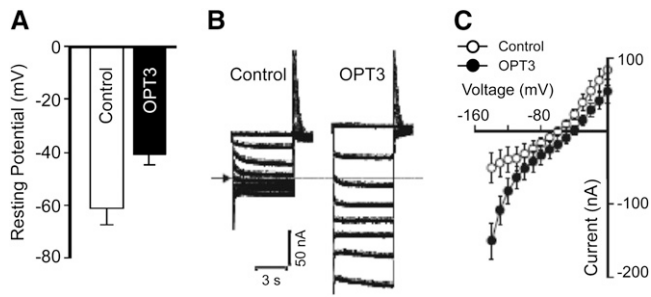 A
Resting Potential (mV)
0
-20
-40
-60
-80
Control
OPT3
B
Control
OPT3
50 nA
3 s
C
Control
OPT3
Voltage (mV)
-160
-80
100
-100
-200
Current (nA)